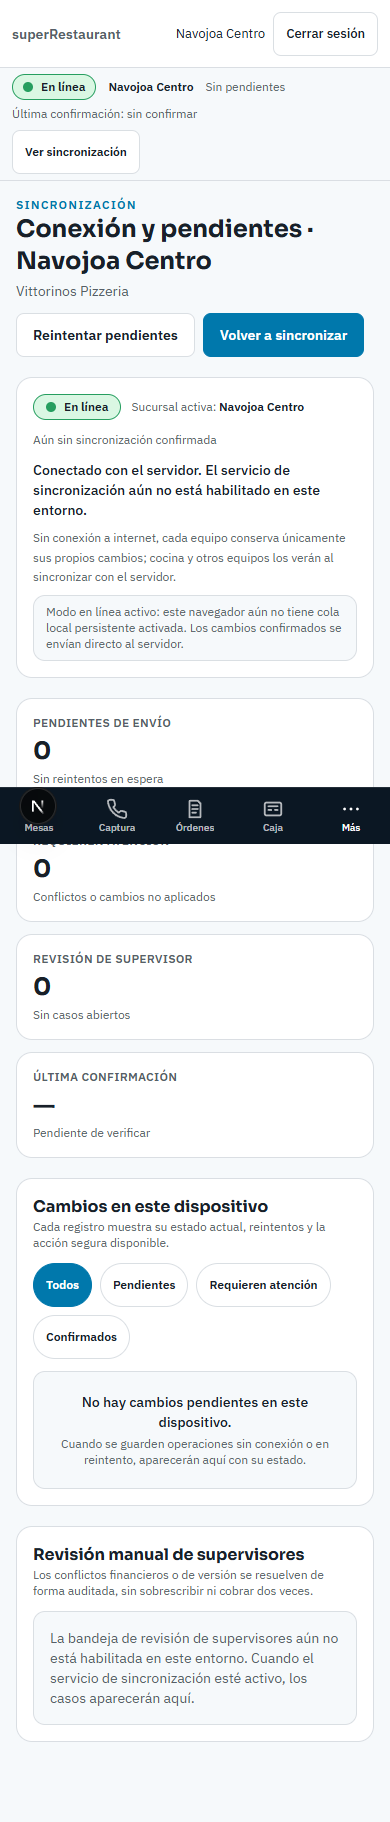 superRestaurant
Navojoa Centro
Cerrar sesión
En línea
Navojoa Centro
Sin pendientes
Última confirmación: sin confirmar
Ver sincronización
SINCRONIZACIÓN
Conexión y pendientes ·
Navojoa Centro
Vittorinos Pizzeria
Reintentar pendientes
Volver a sincronizar
En línea
Sucursal activa: Navojoa Centro
Aún sin sincronización confirmada
Conectado con el servidor. El servicio de
sincronización aún no está habilitado en este
entorno.
Sin conexión a internet, cada equipo conserva únicamente
sus propios cambios; cocina y otros equipos los verán al
sincronizar con el servidor.
Modo en línea activo: este navegador aún no tiene cola
local persistente activada. Los cambios confirmados se
envían directo al servidor.
PENDIENTES DE ENVÍO
0
Sin reintentos en espera
N
Mesas
Captura
Órdenes
Caja
Más
0
Conflictos o cambios no aplicados
REVISIÓN DE SUPERVISOR
0
Sin casos abiertos
ÚLTIMA CONFIRMACIÓN
—
Pendiente de verificar
Cambios en este dispositivo
Cada registro muestra su estado actual, reintentos y la
acción segura disponible.
Todos
Pendientes
Requieren atención
Confirmados
No hay cambios pendientes en este
dispositivo.
Cuando se guarden operaciones sin conexión o en
reintento, aparecerán aquí con su estado.
Revisión manual de supervisores
Los conflictos financieros o de versión se resuelven de
forma auditada, sin sobrescribir ni cobrar dos veces.
La bandeja de revisión de supervisores aún no
está habilitada en este entorno. Cuando el
servicio de sincronización esté activo, los
casos aparecerán aquí.